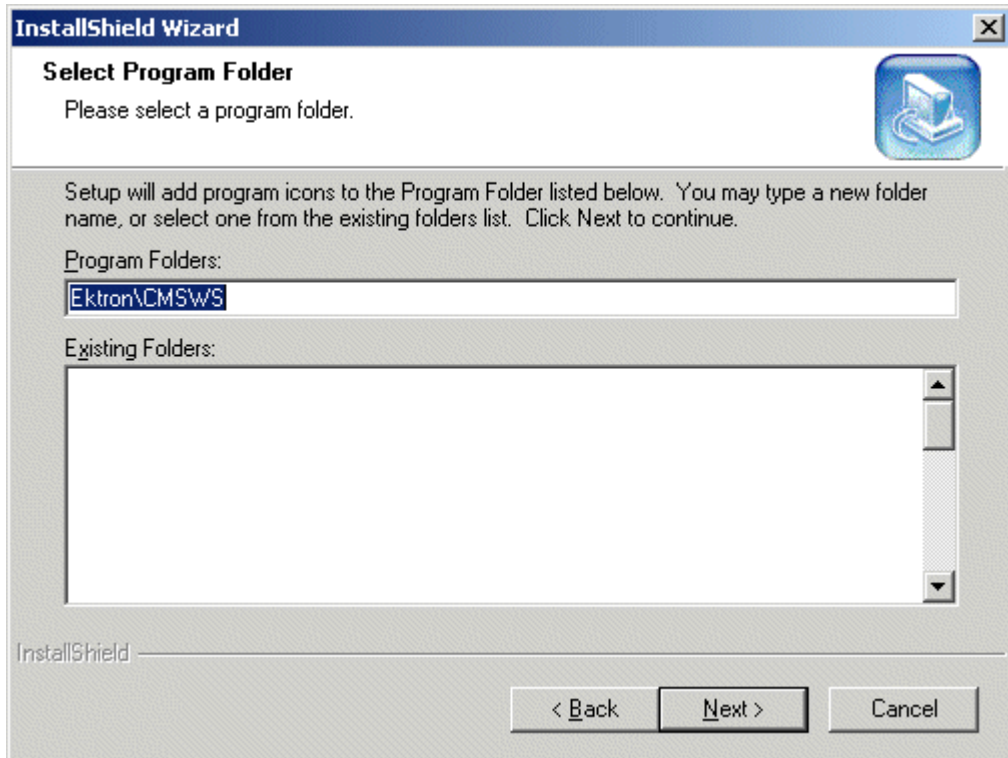 InstallShield Wizard
Select Program Folder
Please select a program folder.
Setup will add program icons to the Program Folder listed below. You may type a new folder
name, or select one from the existing folders list. Click Next to continue.
Program Folders:
Ektron\CMSWS
Existing Folders:
InstallShield
< Back Next > Cancel